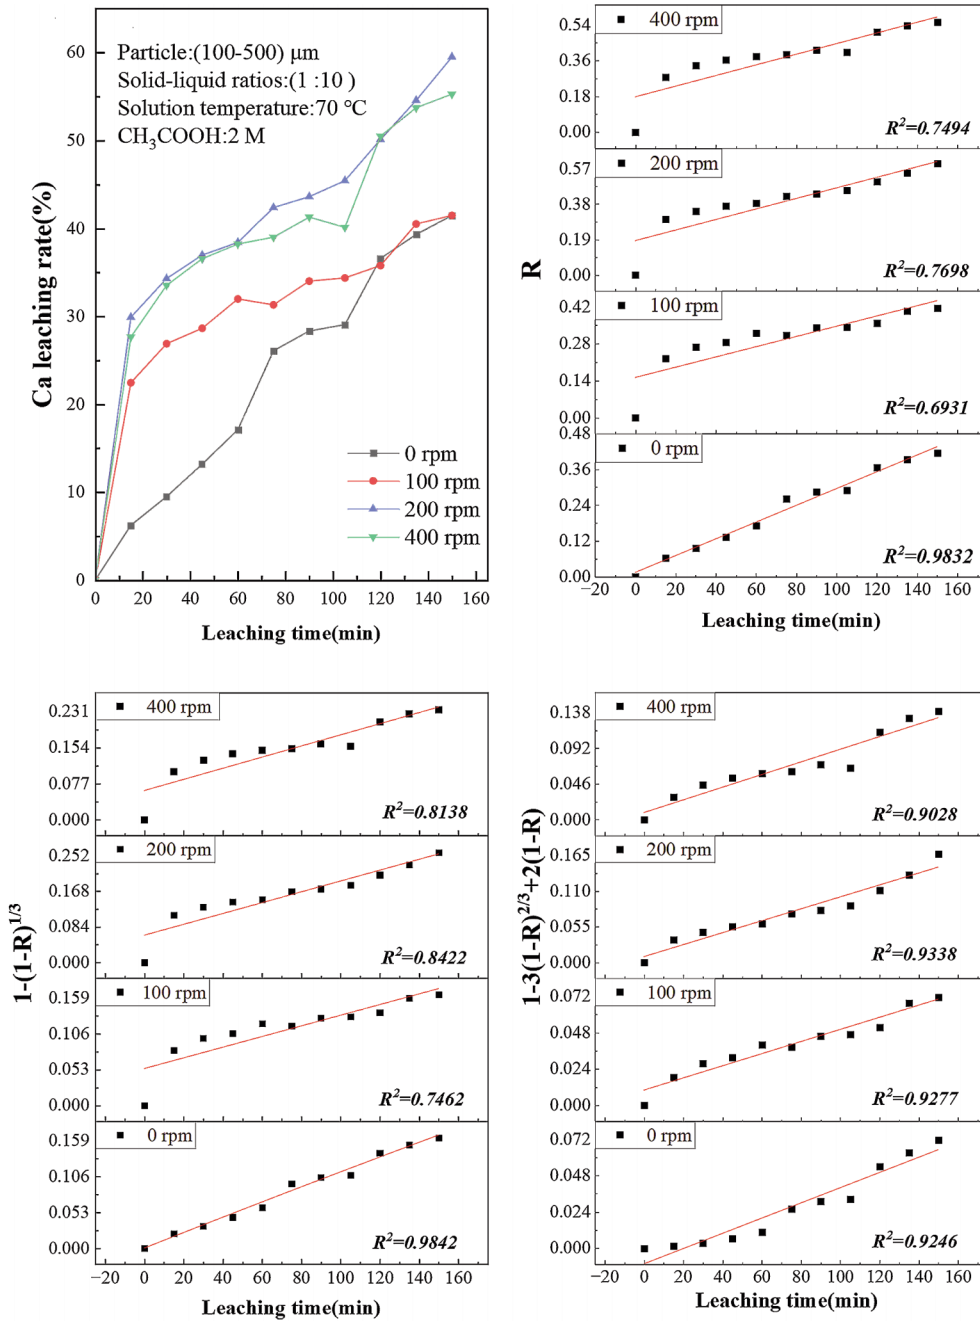 Particle:(100-500) μm
Solid-liquid ratios:(1 :10 )
Solution temperature:70 ℃
CH₃COOH:2 M
60
50
40
30
20
10
0
Ca leaching rate(%)
0 rpm
100 rpm
200 rpm
400 rpm
0 20 40 60 80 100 120 140 160
Leaching time(min)
400 rpm
0.54
0.36
0.18
0.00
R²=0.7494
200 rpm
0.57
0.38
0.19
0.00
R²=0.7698
R
100 rpm
0.42
0.28
0.14
0.00
R²=0.6931
0 rpm
0.48
0.36
0.24
0.12
0.00
R²=0.9832
−20 0 20 40 60 80 100 120 140 160
Leaching time(min)
400 rpm
0.231
0.154
0.077
0.000
R²=0.8138
200 rpm
0.252
0.168
0.084
0.000
R²=0.8422
1-(1-R)^1/3
100 rpm
0.159
0.106
0.053
0.000
R²=0.7462
0 rpm
0.159
0.106
0.053
0.000
R²=0.9842
−20 0 20 40 60 80 100 120 140 160
Leaching time(min)
400 rpm
0.138
0.092
0.046
0.000
R²=0.9028
200 rpm
0.165
0.110
0.055
0.000
R²=0.9338
1-3(1-R)^2/3+2(1-R)
100 rpm
0.072
0.048
0.024
0.000
R²=0.9277
0 rpm
0.072
0.048
0.024
0.000
R²=0.9246
−20 0 20 40 60 80 100 120 140 160
Leaching time(min)